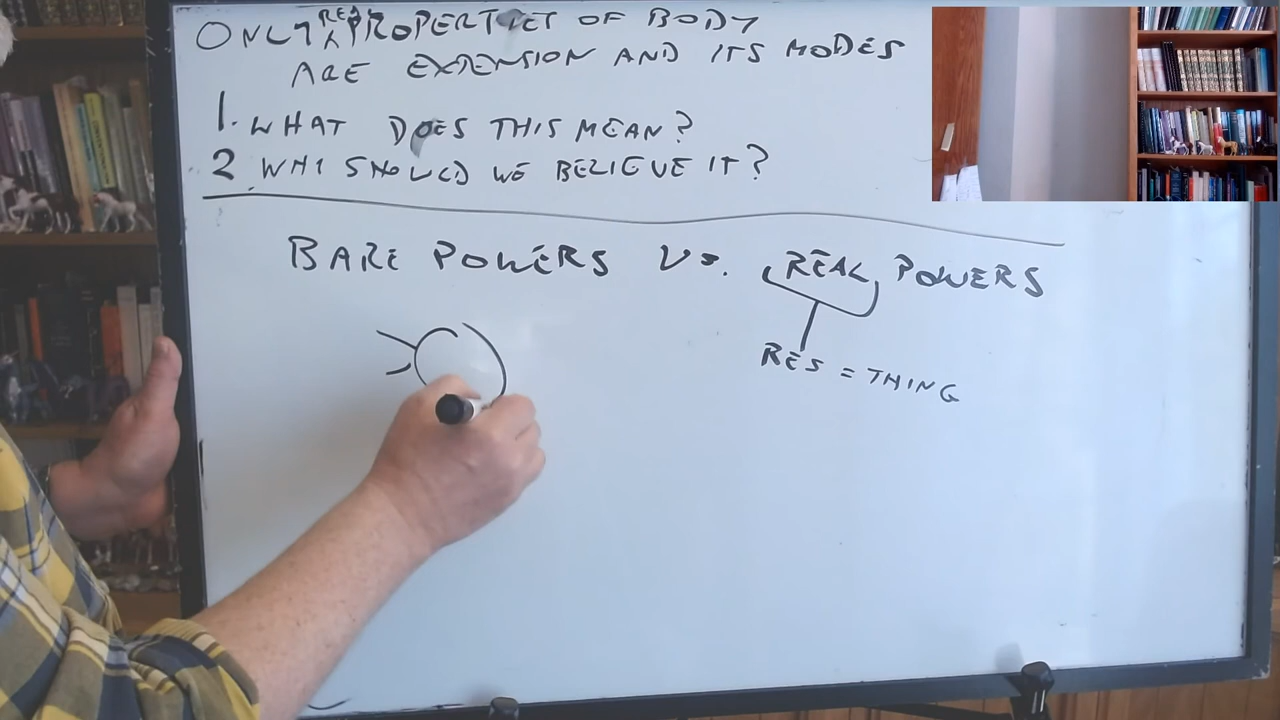 ONLY REAL PROPERTIES OF BODY
ARE EXTENSION AND ITS MODES
1. WHAT DOES THIS MEAN?
2 WHY SHOULD WE BELIEVE IT?
BARE POWERS VS. REAL POWERS
RES = THING